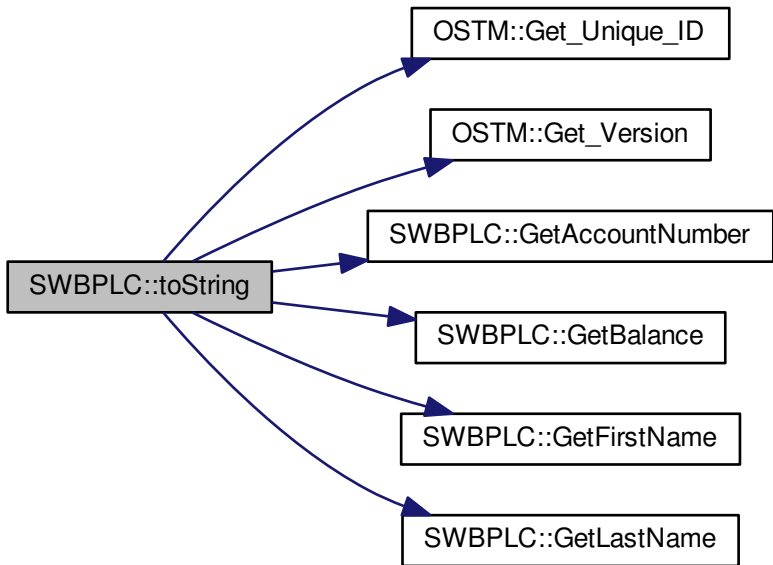 OSTM::Get_Unique_ID
OSTM::Get_Version
SWBPLC::GetAccountNumber
SWBPLC::toString
SWBPLC::GetBalance
SWBPLC::GetFirstName
SWBPLC::GetLastName